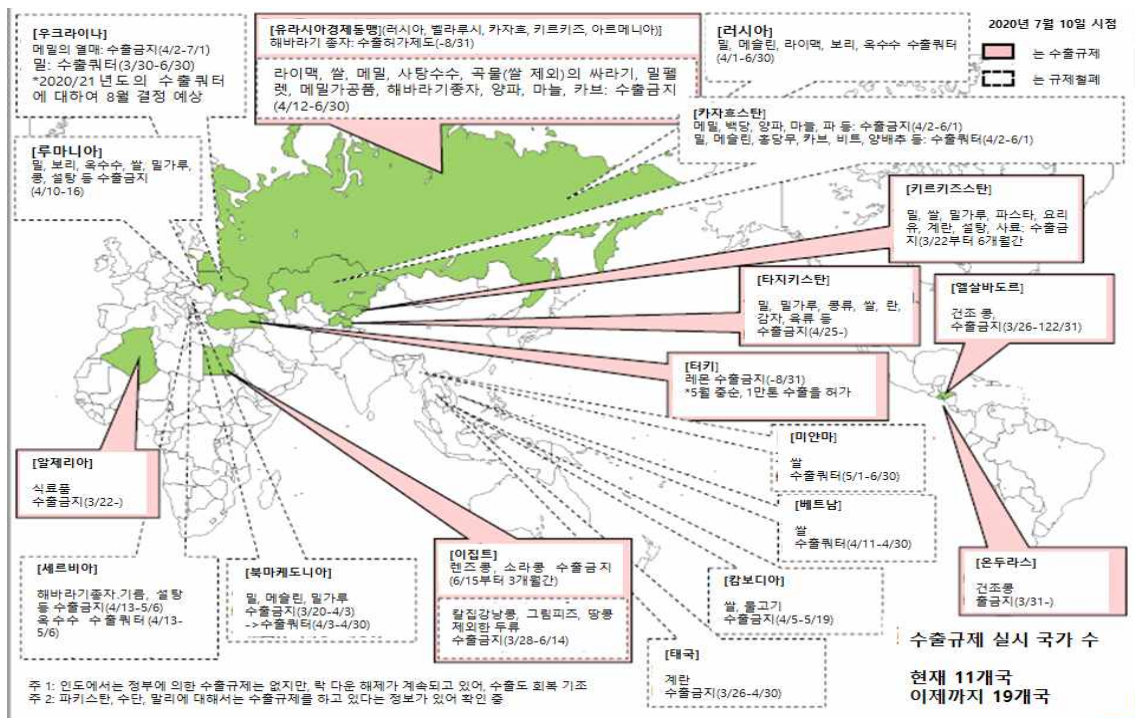 [우크라이나]
메밀의 열매: 수출금지(4/2-7/1)
밀: 수출쿼터(3/30-6/30)
*2020/21년도의 수출쿼터
에 대하여 8월 결정 예상
[유라시아경제동맹](러시아, 벨라루시, 카자흐, 키르키즈, 아르메니아)]
해바라기 종자: 수출허가제도(-8/31)
라이맥, 쌀, 메밀, 사탕수수, 곡물(쌀 제외)의 싸라기, 밀펠
렛, 메밀가공품, 해바라기종자, 양파, 마늘, 카브: 수출금지
(4/12-6/30)
[러시아]
밀, 메슬린, 라이맥, 보리, 옥수수 수출쿼터
(4/1-6/30)
2020년 7월 10일 시점
는 수출규제
는 규제철폐
[카자흐스탄]
메밀, 백당, 양파, 마늘, 파 등: 수출금지(4/2-6/1)
밀, 메슬린, 홍당무, 카브, 비트, 양배추 등: 수출쿼터(4/2-6/1)
[루마니아]
밀, 보리, 옥수수, 쌀, 밀가루,
콩, 설탕 등 수출금지
(4/10-16)
[키르키즈스탄]
밀, 쌀, 밀가루, 파스타, 요리
유, 계란, 설탕, 사료: 수출금
지(3/22부터 6개월간
[타지키스탄]
밀, 밀가루, 콩류, 쌀, 란,
감자, 육류 등
수출금지(4/25-)
[엘살바도르]
건조 콩,
수출금지(3/26-122/31)
[터키]
레몬 수출금지(-8/31)
*5월 중순, 1만톤 수출을 허가
[미얀마]
쌀
수출쿼터(5/1-6/30)
[알제리아]
식료품
수출금지(3/22-)
[베트남]
쌀
수출쿼터(4/11-4/30)
[세르비아]
해바라기종자.기름, 설탕
등 수출금지(4/13-5/6)
옥수수 수출쿼터(4/13-
5/6)
[북마케도니아]
밀, 메슬린, 밀가루
수출금지(3/20-4/3)
->수출쿼터(4/3-4/30)
[이집트]
렌즈콩, 소라콩 수출금지
(6/15부터 3개월간)
칼집강낭콩, 그림피즈, 땅콩
제외한 두류
수출금지(3/28-6/14)
[캄보디아]
쌀, 물고기
수출금지(4/5-5/19)
[온두라스]
건조콩
출금지(3/31-)
[태국]
계란
수출금지(3/26-4/30)
수출규제 실시 국가 수
현재 11개국
이제까지 19개국
주 1: 인도에서는 정부에 의한 수출규제는 없지만, 락 다운 해제가 계속되고 있어, 수출도 회복 기조
주 2: 파키스탄, 수단, 말리에 대해서는 수출규제를 하고 있다는 정보가 있어 확인 중